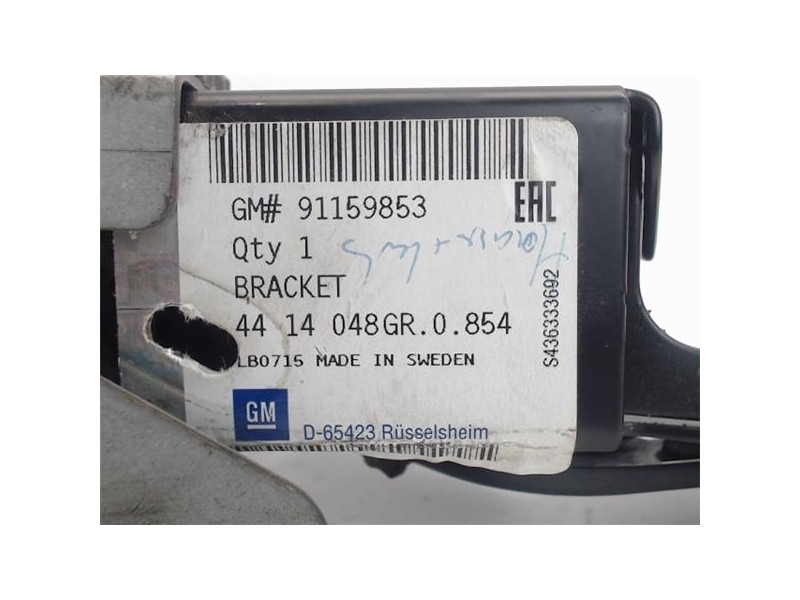 GM# 91159853
EAC
Qty 1
BRACKET
44 14 048GR.0.854
LB0715 MADE IN SWEDEN
GM
D-65423 Rüsselsheim
S436333692